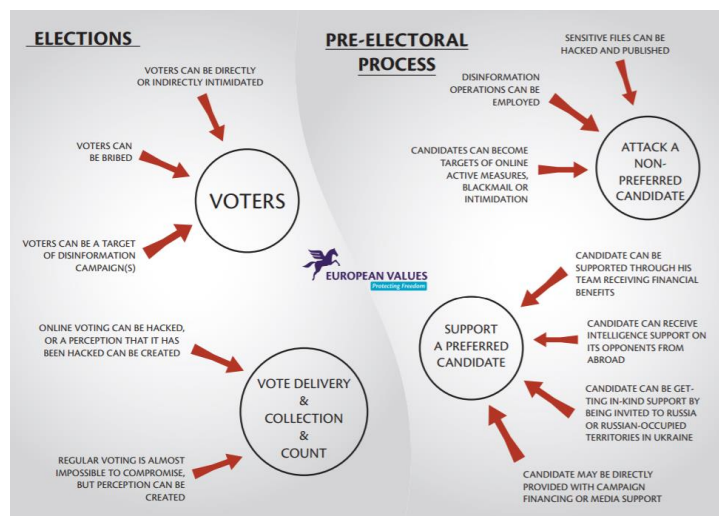 ELECTIONS
VOTERS CAN BE DIRECTLY
OR INDIRECTLY INTIMIDATED
VOTERS CAN
BE BRIBED
VOTERS
VOTERS CAN BE A TARGET
OF DISINFORMATION
CAMPAIGN(S)
ONLINE VOTING CAN BE HACKED,
OR A PERCEPTION THAT IT HAS
BEEN HACKED CAN BE CREATED
VOTE DELIVERY
&
COLLECTION
&
COUNT
REGULAR VOTING IS ALMOST
IMPOSSIBLE TO COMPROMISE,
BUT PERCEPTION CAN BE
CREATED
EUROPEAN VALUES
Protecting Freedom
PRE-ELECTORAL
PROCESS
SENSITIVE FILES CAN BE
HACKED AND PUBLISHED
DISINFORMATION
OPERATIONS CAN BE
EMPLOYED
CANDIDATES CAN BECOME
TARGETS OF ONLINE
ACTIVE MEASURES,
BLACKMAIL OR
INTIMIDATION
ATTACK A
NON-
PREFERRED
CANDIDATE
CANDIDATE CAN BE
SUPPORTED THROUGH HIS
TEAM RECEIVING FINANCIAL
BENEFITS
SUPPORT
A PREFERRED
CANDIDATE
CANDIDATE CAN RECEIVE
INTELLIGENCE SUPPORT ON
ITS OPPONENTS FROM
ABROAD
CANDIDATE CAN BE GET-
TING IN-KIND SUPPORT BY
BEING INVITED TO RUSSIA
OR RUSSIAN-OCCUPIED
TERRITORIES IN UKRAINE
CANDIDATE MAY BE DIRECTLY
PROVIDED WITH CAMPAIGN
FINANCING OR MEDIA SUPPORT